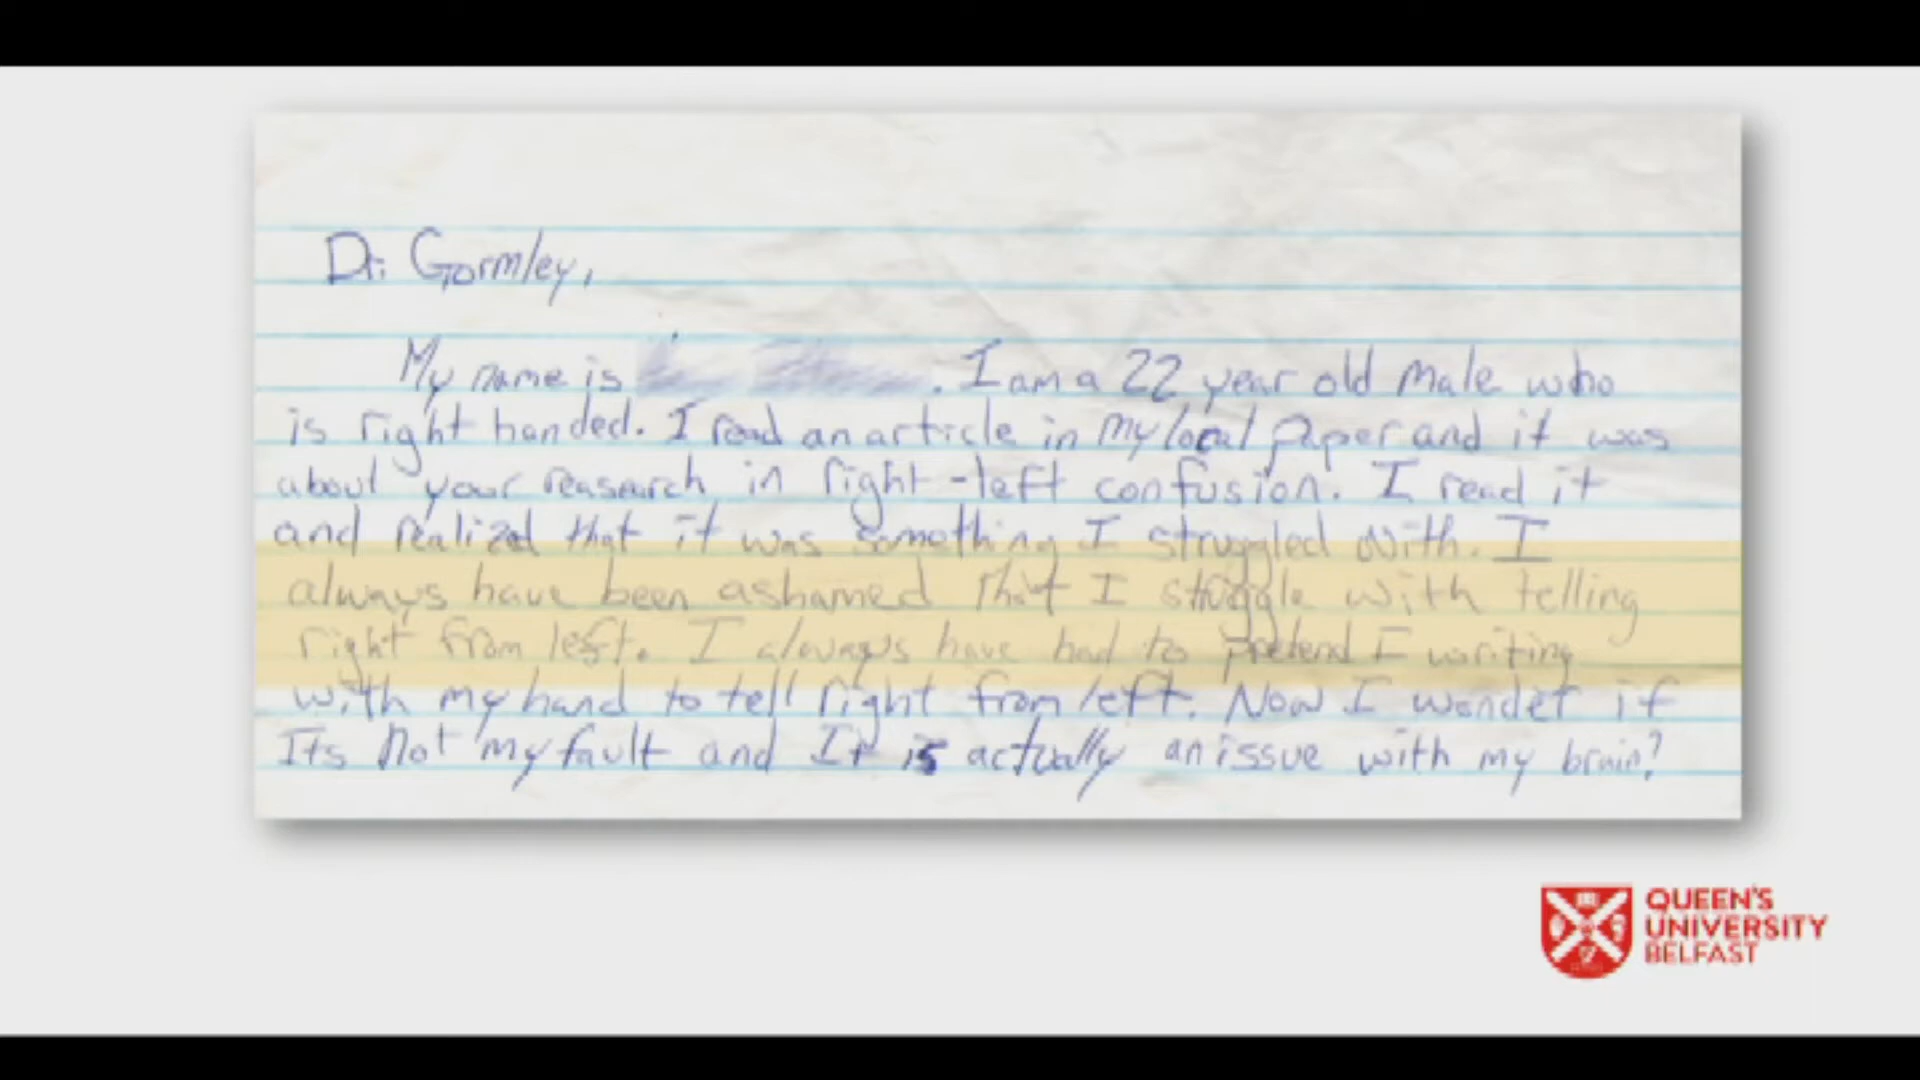 Dr. Gormley,
My name is . I am a 22 year old male who
is right handed. I read an article in my local paper and it was
about your reasearch in right-left confusion. I read it
and realized that it was something I struggled with. I
always have been ashamed that I struggle with telling
right from left. I always have had to pretend I writing
with my hand to tell right from left. Now I wonder if
Its not my fault and It is actually an issue with my brain?
QUEEN'S
UNIVERSITY
BELFAST